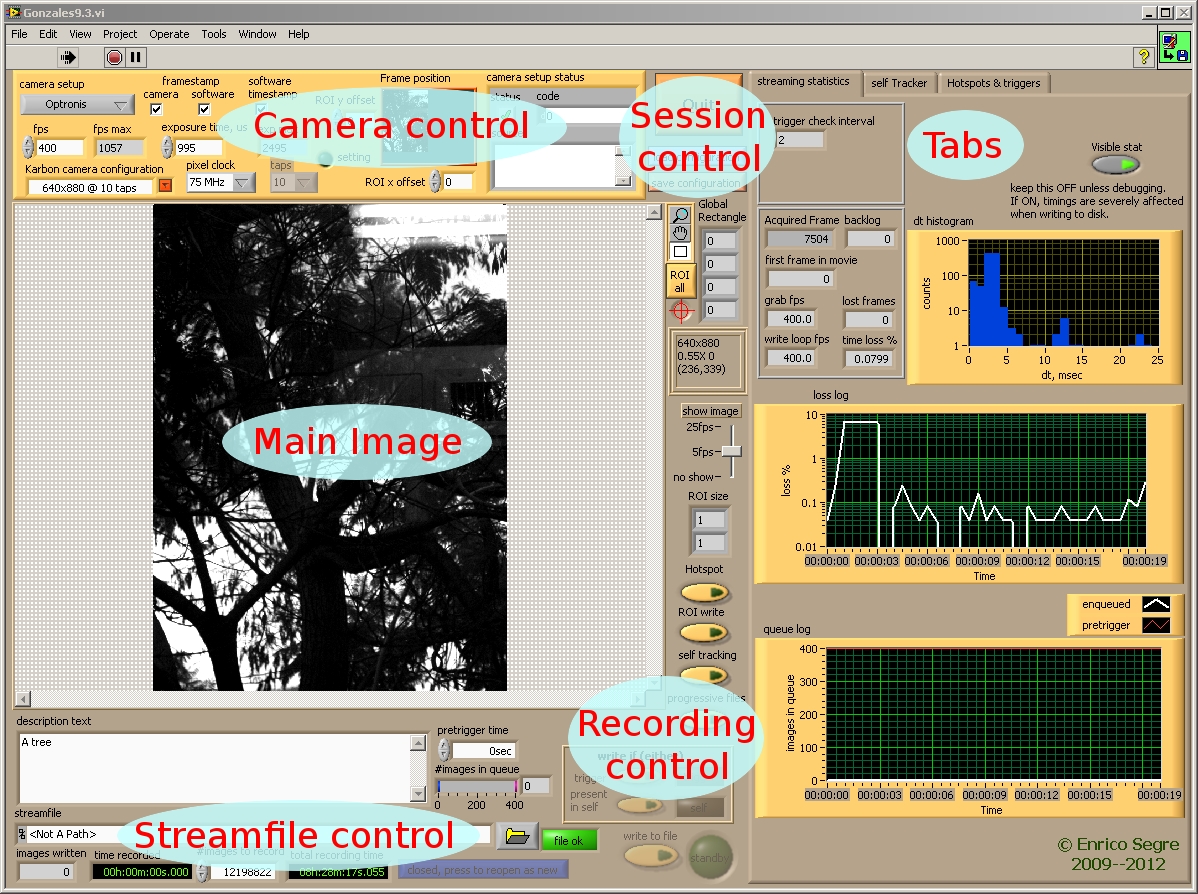 Gonzales9.3.vi
File Edit View Project Operate Tools Window Help
camera setup
Optronis
framestamp
camera software
software
timestamp
Frame position
ROI y offset
camera setup status
status code
0
Quit
fps
400
fps max
1057
exposure time, us
995
2495
setting
Karbon camera configuration
640x880 @ 10 taps
pixel clock
75 MHz
taps
10
ROI x offset
0
save configuration
Camera control
Session
control
Tabs
Main Image
Recording
control
Streamfile control
Global
Rectangle
0
0
0
0
ROI
all
640x880
0.55X 0
(236,339)
show image
25fps
5fps
no show
ROI size
1
1
Hotspot
ROI write
self tracking
progressive files
streaming statistics
self Tracker
Hotspots & triggers
trigger check interval
2
Visible stat
keep this OFF unless debugging.
If ON, timings are severely affected
when writing to disk.
Acquired Frame backlog
7504 0
first frame in movie
0
grab fps lost frames
400.0 0
write loop fps time loss %
400.0 0.0799
dt histogram
counts
1000
100
10
1
0 5 10 15 20 25
dt, msec
loss log
loss %
10
1
0.1
0.01
00:00:00 00:00:03 00:00:06 00:00:09 00:00:12 00:00:15 00:00:19
Time
enqueued
pretrigger
queue log
images in queue
400
300
200
100
0
00:00:00 00:00:03 00:00:06 00:00:09 00:00:12 00:00:15 00:00:19
Time
description text
A tree
pretrigger time
0sec
#images in queue
0
0 200 400
write if (either)
present
in self
self
streamfile
<Not A Path>
file ok
write to file
standby
images written
0
time recorded
00h:00m:00s.000
#images to record
12198822
total recording time
08h:28m:17s.055
closed, press to reopen as new
© Enrico Segre
2009--2012